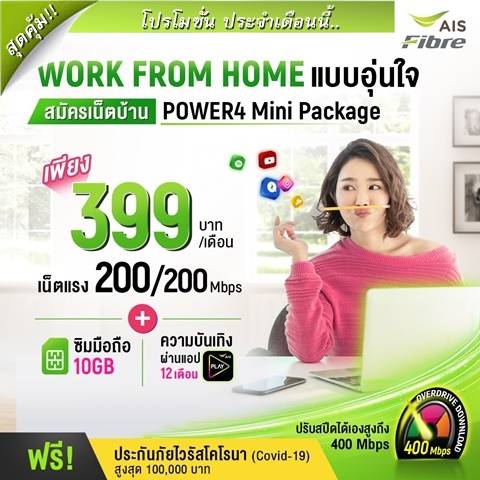 สุดคุ้ม!!
โปรโมชั่น ประจำเดือนนี้..
AIS
Fibre
WORK FROM HOME แบบอุ่นใจ
สมัครเน็ตบ้าน POWER4 Mini Package
เพียง
399 บาท
/เดือน
เน็ตแรง 200/200 Mbps
+
ซิมมือถือ
10GB
ความบันเทิง
ผ่านแอป
12 เดือน
AIS
PLAY
ปรับสปีดได้เองสูงถึง
400 Mbps
OVERDRIVE DOWNLOAD
400 Mbps
ฟรี!
ประกันภัยไวรัสโคโรนา (Covid-19)
สูงสุด 100,000 บาท